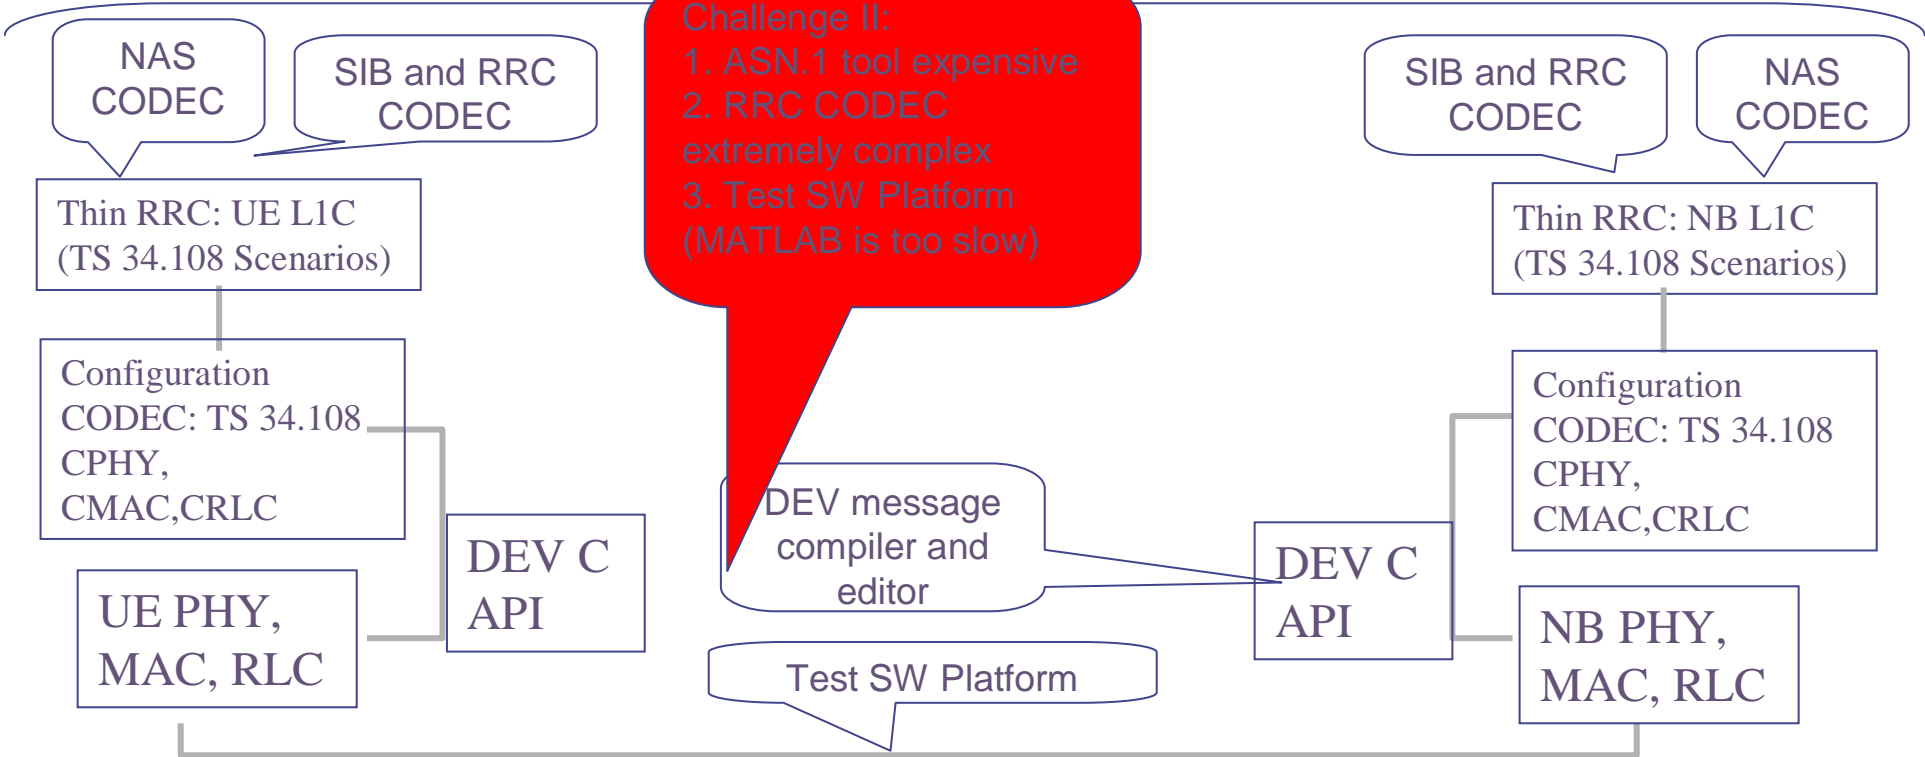 NAS
CODEC
SIB and RRC
CODEC
Challenge II:
1. ASN.1 tool expensive
2. RRC CODEC
extremely complex
3. Test SW Platform
(MATLAB is too slow)
SIB and RRC
CODEC
NAS
CODEC
Thin RRC: UE L1C
(TS 34.108 Scenarios)
Thin RRC: NB L1C
(TS 34.108 Scenarios)
Configuration
CODEC: TS 34.108
CPHY,
CMAC,CRLC
Configuration
CODEC: TS 34.108
CPHY,
CMAC,CRLC
DEV C
API
DEV message
compiler and
editor
DEV C
API
UE PHY,
MAC, RLC
Test SW Platform
NB PHY,
MAC, RLC